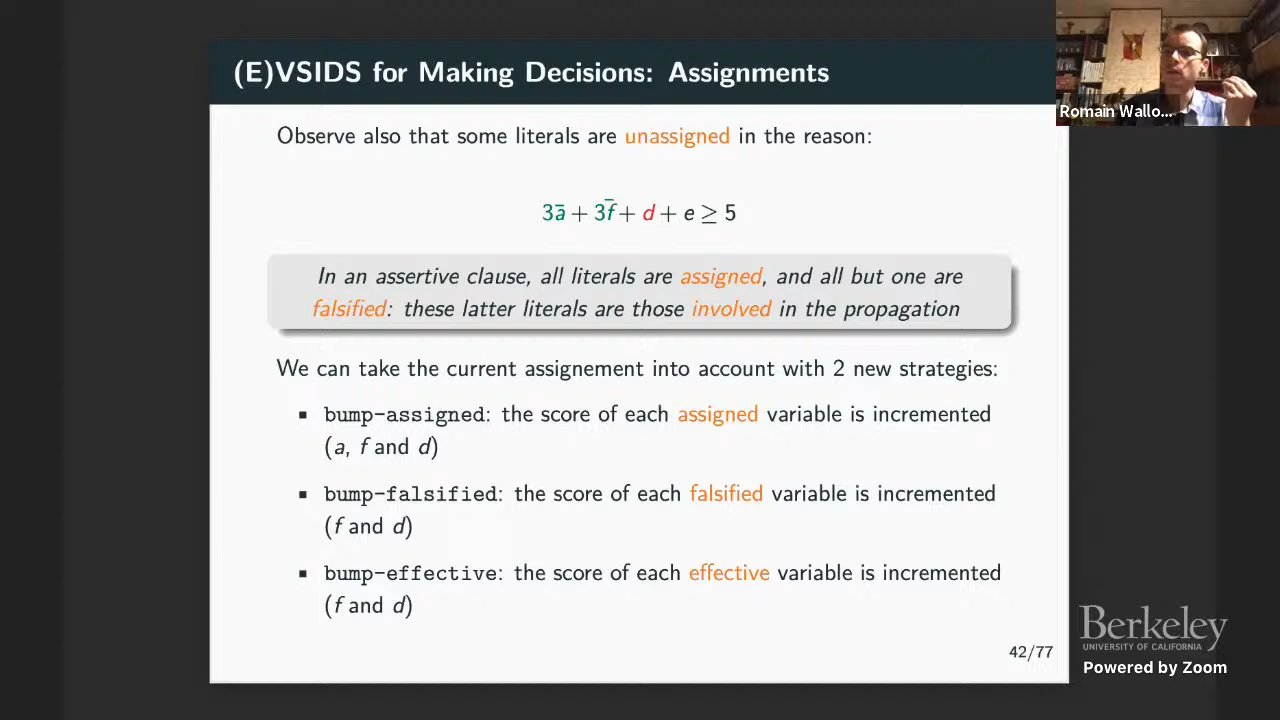 (E)VSIDS for Making Decisions: Assignments
Romain Wallo...
Observe also that some literals are unassigned in the reason:
3ā + 3f̄ + d + e ≥ 5
In an assertive clause, all literals are assigned, and all but one are
falsified: these latter literals are those involved in the propagation
We can take the current assignement into account with 2 new strategies:
▪ bump-assigned: the score of each assigned variable is incremented
(a, f and d)
▪ bump-falsified: the score of each falsified variable is incremented
(f and d)
▪ bump-effective: the score of each effective variable is incremented
(f and d)
42/77
Berkeley
UNIVERSITY OF CALIFORNIA
Powered by Zoom